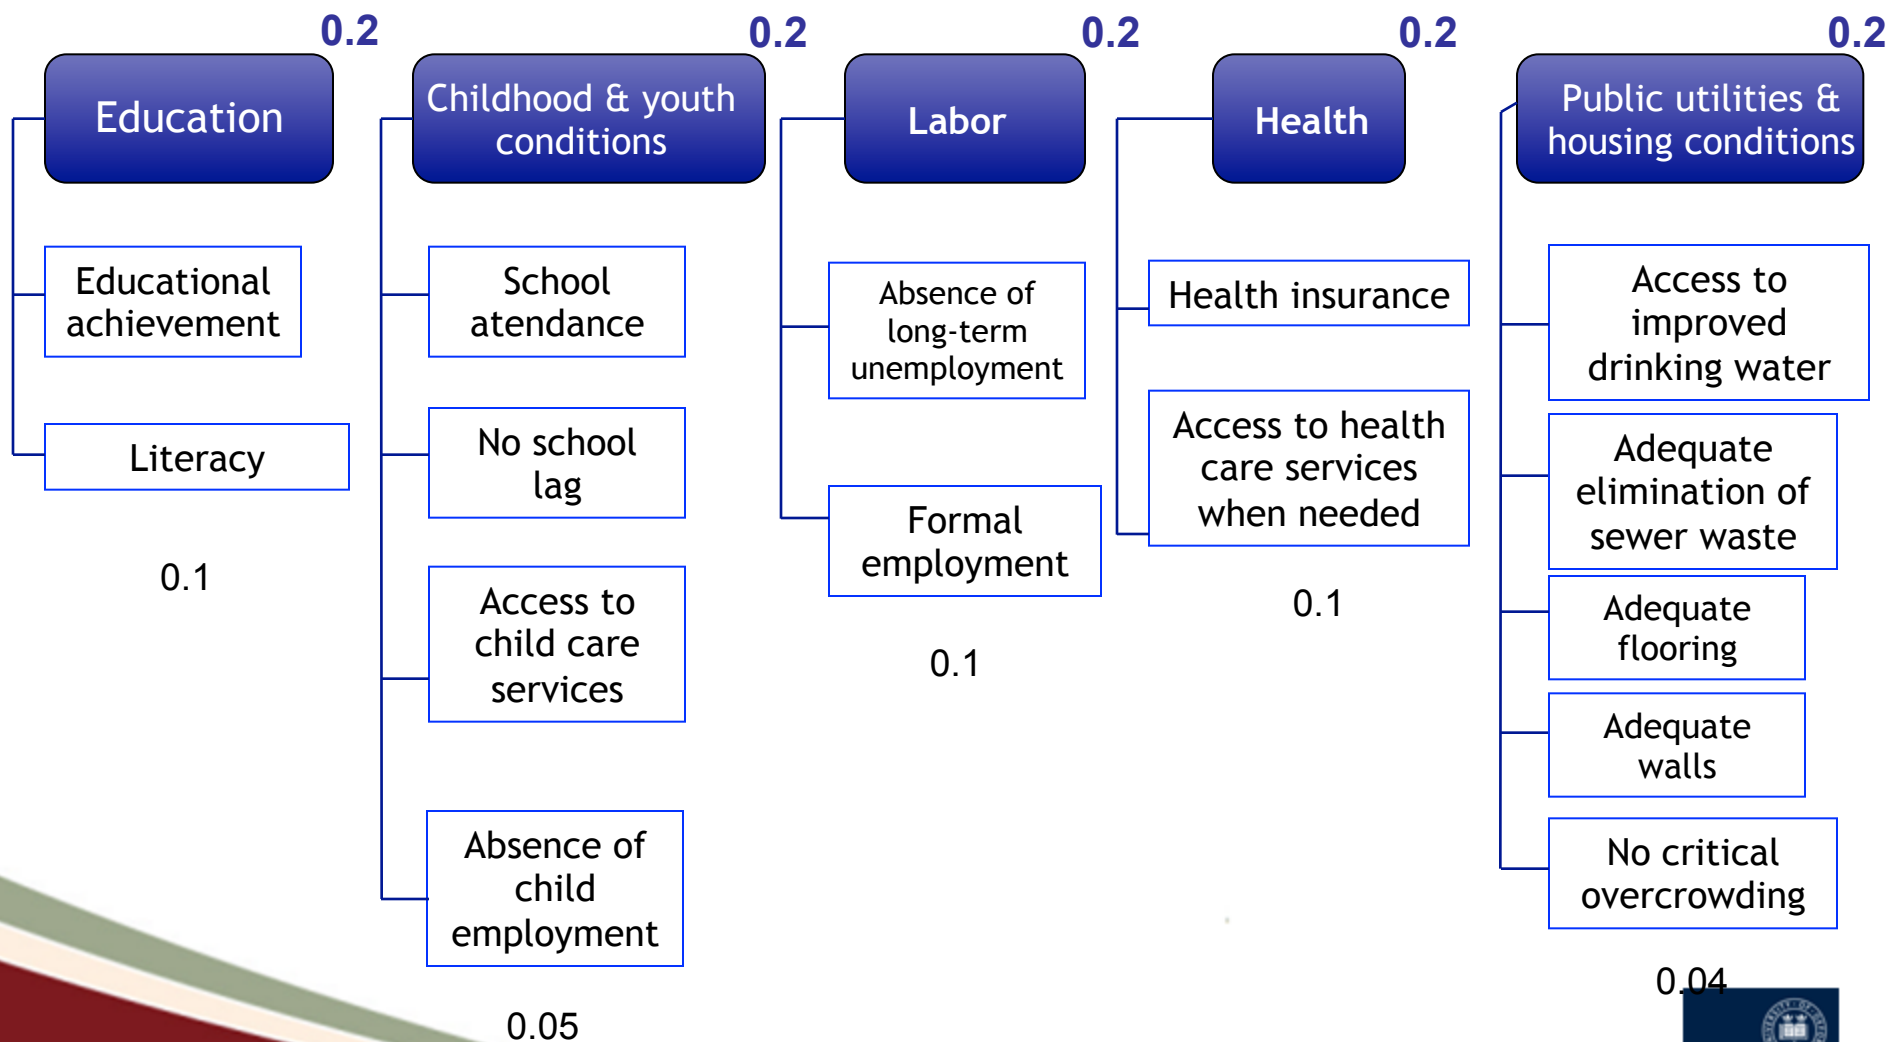 0.2
Education
Educational
achievement
Literacy
0.1
0.2
Childhood & youth
conditions
School
atendance
No school
lag
Access to
child care
services
Absence of
child
employment
0.05
0.2
Labor
Absence of
long-term
unemployment
Formal
employment
0.1
0.2
Health
Health insurance
Access to health
care services
when needed
0.1
0.2
Public utilities &
housing conditions
Access to
improved
drinking water
Adequate
elimination of
sewer waste
Adequate
flooring
Adequate
walls
No critical
overcrowding
0.04